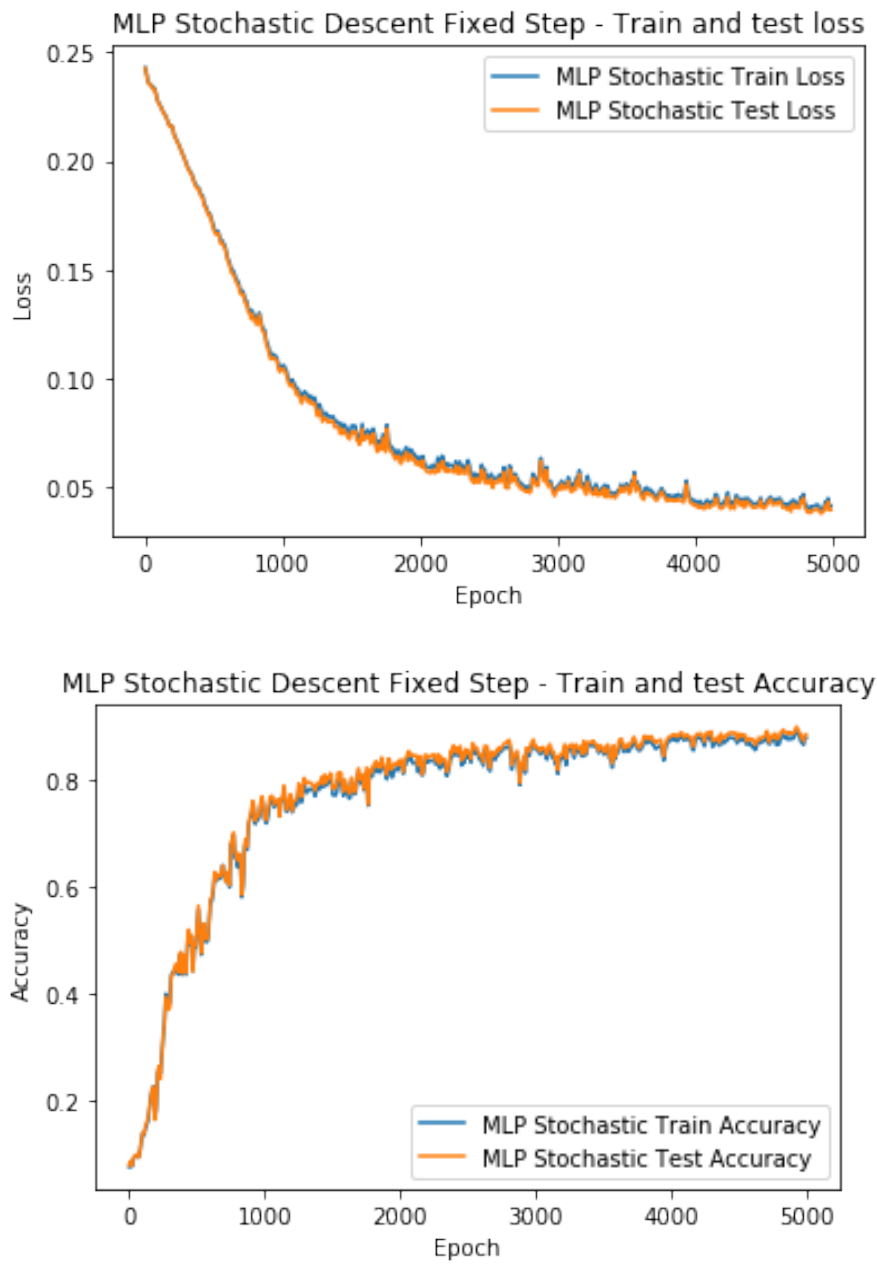 MLP Stochastic Descent Fixed Step - Train and test loss
MLP Stochastic Train Loss
MLP Stochastic Test Loss
0.25
0.20
0.15
0.10
0.05
Loss
0 1000 2000 3000 4000 5000
Epoch
MLP Stochastic Descent Fixed Step - Train and test Accuracy
0.8
0.6
0.4
0.2
Accuracy
MLP Stochastic Train Accuracy
MLP Stochastic Test Accuracy
0 1000 2000 3000 4000 5000
Epoch